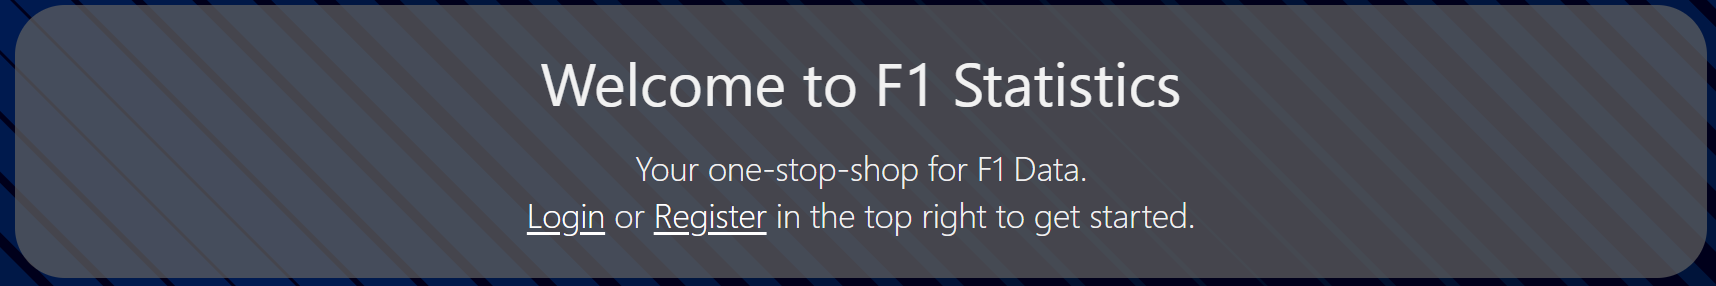 Welcome to F1 Statistics
Your one-stop-shop for F1 Data.
Login or Register in the top right to get started.